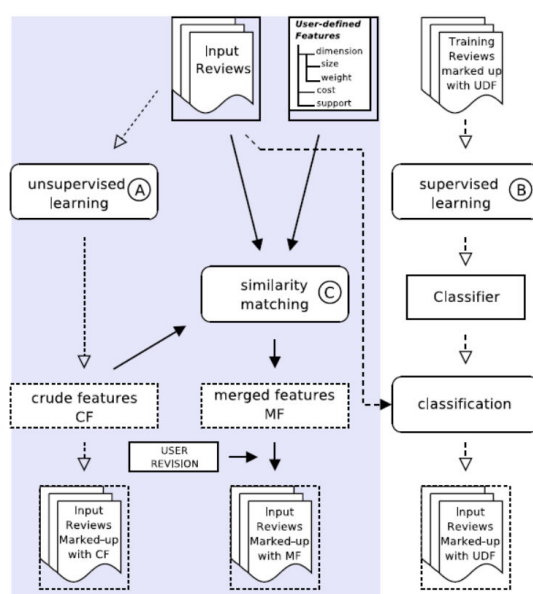 Input
Reviews
User-defined
Features
dimension
size
weight
cost
support
Training
Reviews
marked up
with UDF
unsupervised
learning
A
supervised
learning
B
similarity
matching
C
Classifier
crude features
CF
merged features
MF
classification
USER
REVISION
Input
Reviews
Marked-up
with CF
Input
Reviews
Marked-up
with MF
Input
Reviews
Marked-up
with UDF